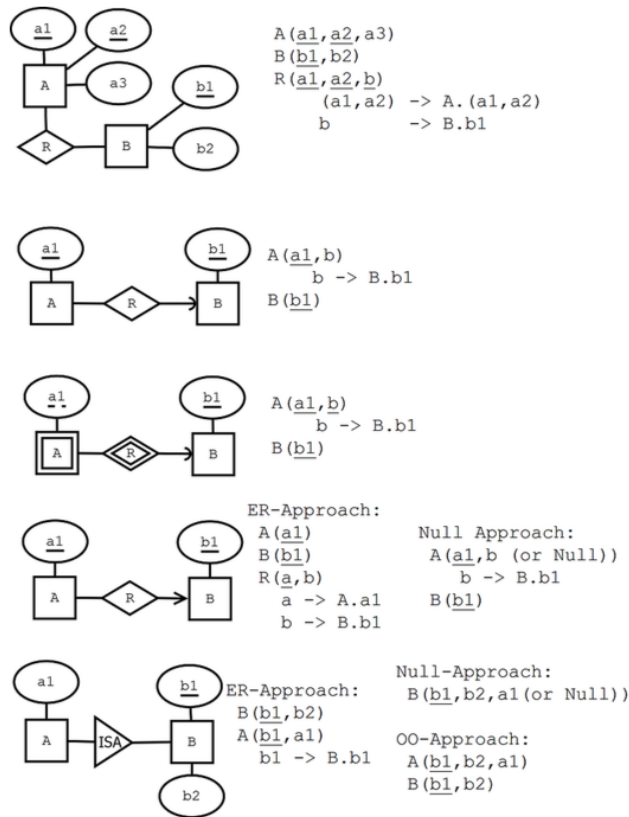 a1
a2
A
a3
b1
R
B
b2
A(a1,a2,a3)
B(b1,b2)
R(a1,a2,b)
(a1,a2) -> A.(a1,a2)
b -> B.b1
a1
b1
A
R
B
A(a1,b)
b -> B.b1
B(b1)
a1
b1
A
R
B
A(a1,b)
b -> B.b1
B(b1)
a1
b1
A
R
B
ER-Approach:
A(a1)
B(b1)
R(a,b)
a -> A.a1
b -> B.b1
Null Approach:
A(a1,b (or Null))
b -> B.b1
B(b1)
a1
b1
A
ISA
B
b2
ER-Approach:
B(b1,b2)
A(b1,a1)
b1 -> B.b1
Null-Approach:
B(b1,b2,a1(or Null))
OO-Approach:
A(b1,b2,a1)
B(b1,b2)